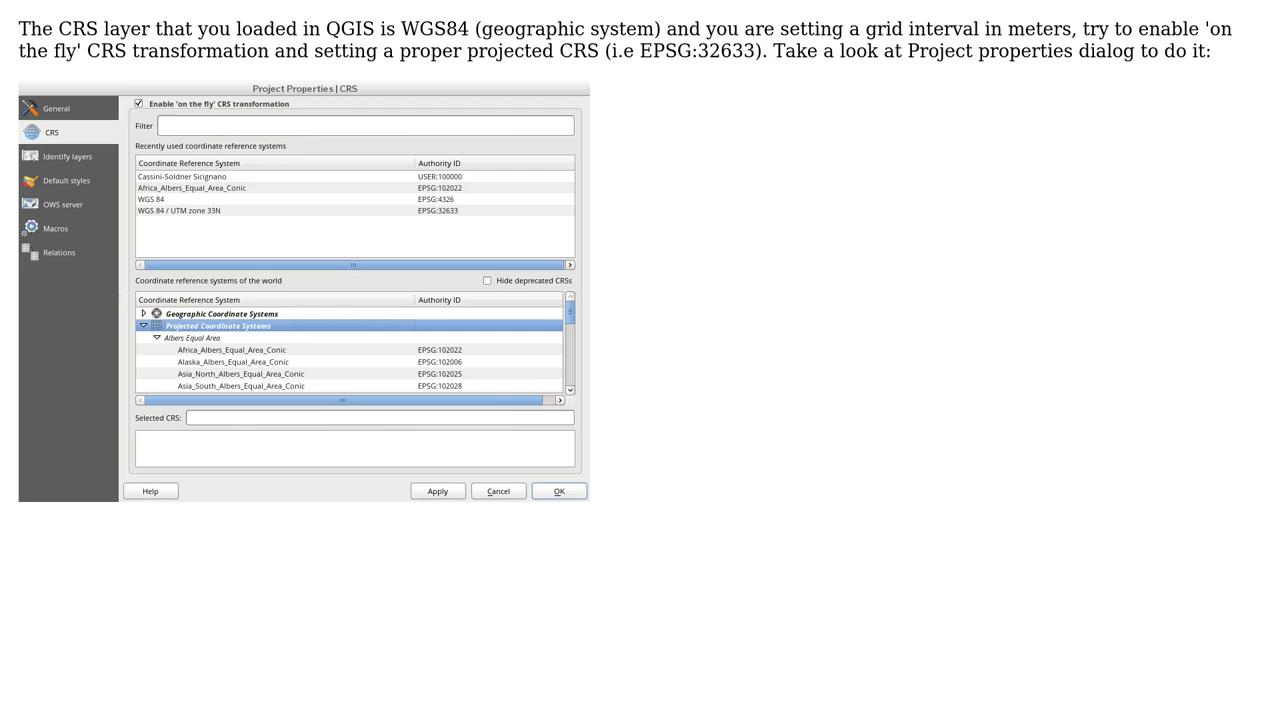 The CRS layer that you loaded in QGIS is WGS84 (geographic system) and you are setting a grid interval in meters, try to enable 'on
the fly' CRS transformation and setting a proper projected CRS (i.e EPSG:32633). Take a look at Project properties dialog to do it:
Project Properties | CRS
General
CRS
Identify layers
Default styles
OWS server
Macros
Relations
Enable 'on the fly' CRS transformation
Filter
Recently used coordinate reference systems
Coordinate Reference System Authority ID
Cassini-Soldner Sicignano USER:100000
Africa_Albers_Equal_Area_Conic EPSG:102022
WGS 84 EPSG:4326
WGS 84 / UTM zone 33N EPSG:32633
Coordinate reference systems of the world Hide deprecated CRSs
Coordinate Reference System Authority ID
Geographic Coordinate Systems
Projected Coordinate Systems
Albers Equal Area
Africa_Albers_Equal_Area_Conic EPSG:102022
Alaska_Albers_Equal_Area_Conic EPSG:102006
Asia_North_Albers_Equal_Area_Conic EPSG:102025
Asia_South_Albers_Equal_Area_Conic EPSG:102028
Selected CRS:
Help Apply Cancel OK